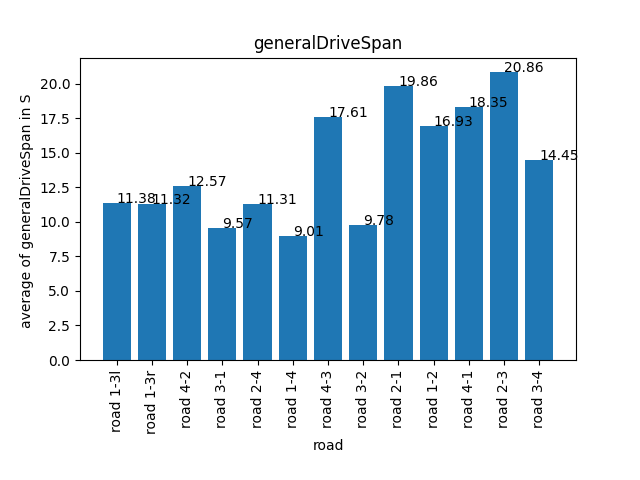 generalDriveSpan
average of generalDriveSpan in S
20.0
17.5
15.0
12.5
10.0
7.5
5.0
2.5
0.0
11.38
11.32
12.57
9.57
11.31
9.01
17.61
9.78
19.86
16.93
18.35
20.86
14.45
road 1-3l
road 1-3r
road 4-2
road 3-1
road 2-4
road 1-4
road 4-3
road 3-2
road 2-1
road 1-2
road 4-1
road 2-3
road 3-4
road